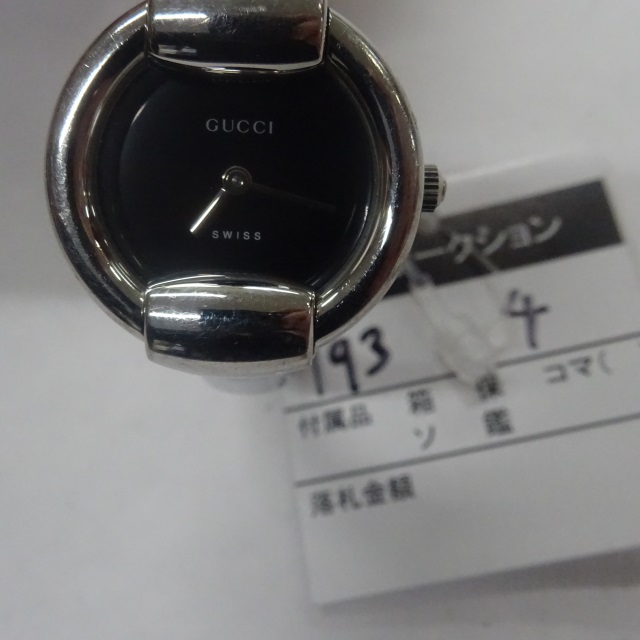 GUCCI
SWISS
ークション
193 4
付属品 箱 保 コマ(
ソ 鑑
落札金額